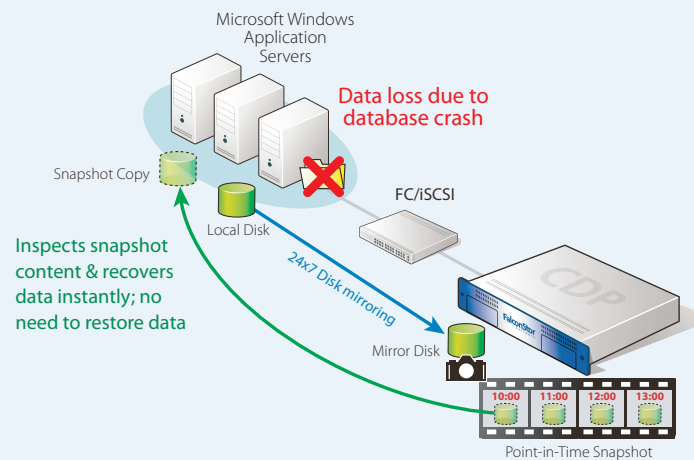 Microsoft Windows
Application
Servers
Data loss due to
database crash
Snapshot Copy
FC/iSCSI
Local Disk
Inspects snapshot
content & recovers
data instantly; no
need to restore data
24x7 Disk mirroring
CDP
FalconStor
Mirror Disk
10:00 11:00 12:00 13:00
Point-in-Time Snapshot